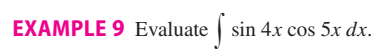 EXAMPLE 9 Evaluate ∫ sin 4x cos 5x dx.